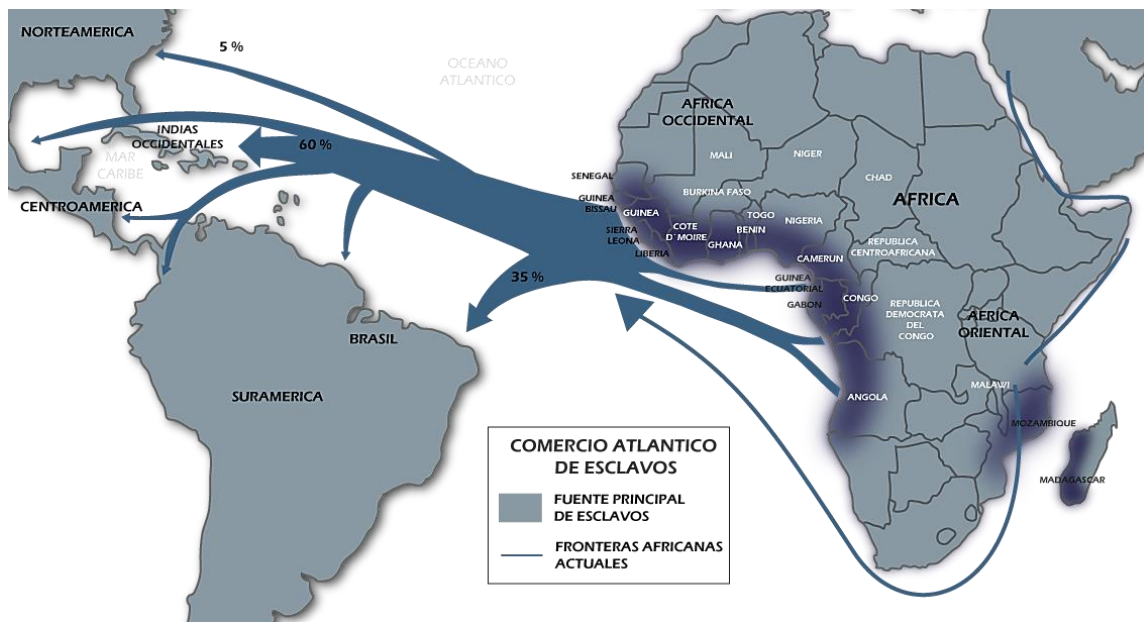 NORTEAMERICA
5 %
OCEANO
ATLANTICO
INDIAS
OCCIDENTALES
60 %
MAR
CARIBE
CENTROAMERICA
35 %
BRASIL
SURAMERICA
AFRICA
OCCIDENTAL
MALI
NIGER
CHAD
SENEGAL
GUINEA
BISSAU
GUINEA
BURKINA FASO
TOGO
BENIN
NIGERIA
AFRICA
SIERRA
LEONA
COTE
D´MOIRE
GHANA
LIBERIA
CAMERUN
REPUBLICA
CENTROAFRICANA
GUINEA
ECUATORIAL
GABON
CONGO
REPUBLICA
DEMOCRATA
DEL
CONGO
AFRICA
ORIENTAL
ANGOLA
MALAWI
MOZAMBIQUE
MADAGASCAR
COMERCIO ATLANTICO
DE ESCLAVOS
FUENTE PRINCIPAL
DE ESCLAVOS
FRONTERAS AFRICANAS
ACTUALES